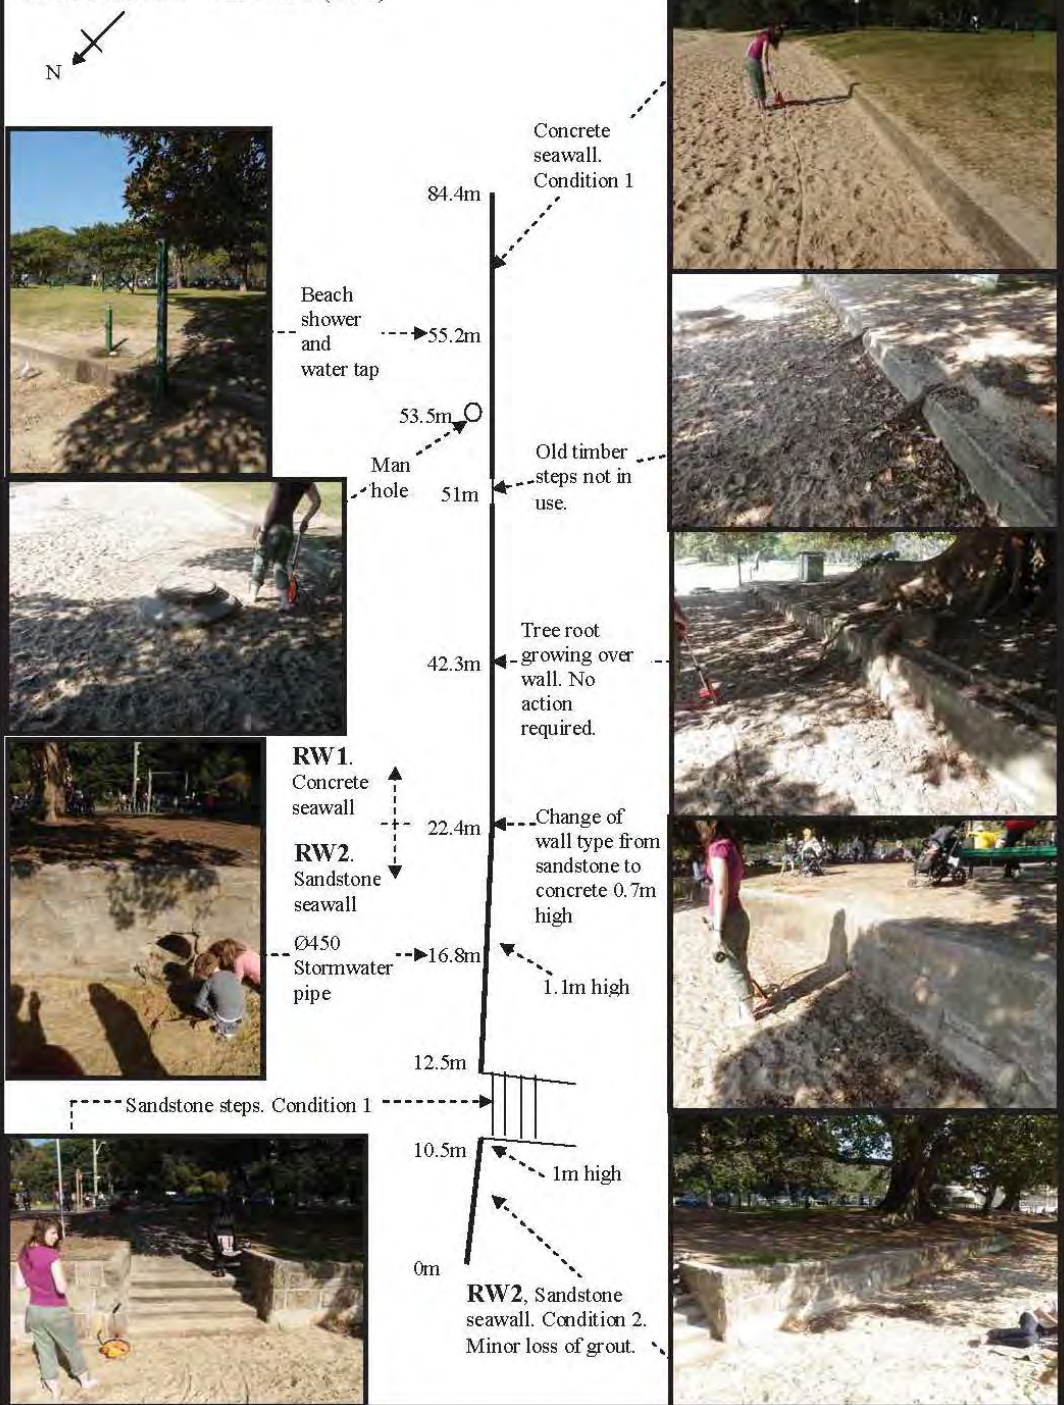 N
Concrete
seawall.
Condition 1
84.4m
Beach
shower
and
water tap
55.2m
53.5m
Man
hole
Old timber
steps not in
use.
51m
Tree root
growing over
wall. No
action
required.
42.3m
RW1.
Concrete
seawall
22.4m
Change of
wall type from
sandstone to
concrete 0.7m
high
RW2.
Sandstone
seawall
Ø450
Stormwater
pipe
16.8m
1.1m high
12.5m
Sandstone steps. Condition 1
10.5m
1m high
0m
RW2, Sandstone
seawall. Condition 2.
Minor loss of grout.